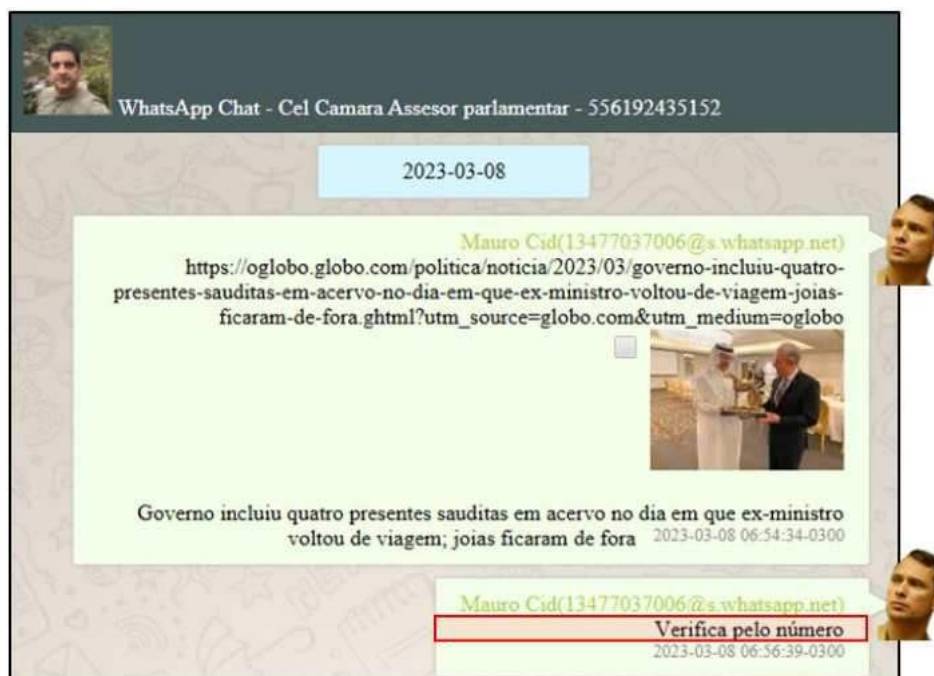 WhatsApp Chat - Cel Camara Assesor parlamentar - 556192435152
2023-03-08
Mauro Cid(13477037006@s.whatsapp.net)
https://oglobo.globo.com/politica/noticia/2023/03/governo-incluiu-quatro-
presentes-sauditas-em-acervo-no-dia-em-que-ex-ministro-voltou-de-viagem-joias-
ficaram-de-fora.ghtml?utm_source=globo.com&utm_medium=oglobo
Governo incluiu quatro presentes sauditas em acervo no dia em que ex-ministro
voltou de viagem; joias ficaram de fora 2023-03-08 06:54:34-0300
Mauro Cid(13477037006@s.whatsapp.net)
Verifica pelo número
2023-03-08 06:56:39-0300